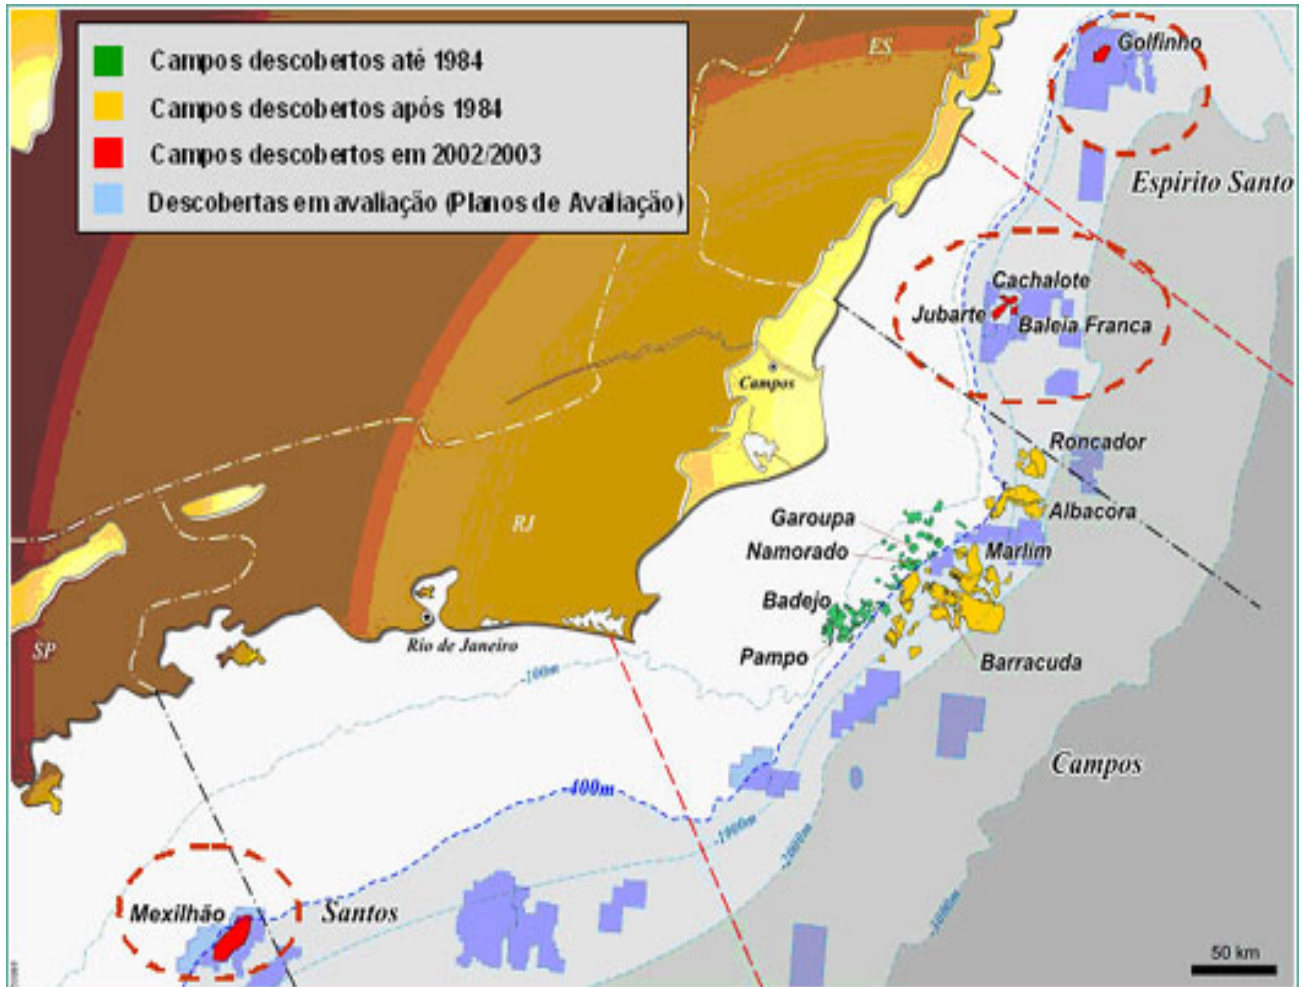 Campos descobertos até 1984
Campos descobertos após 1984
Campos descobertos em 2002/2003
Descobertas em avaliação (Planos de Avaliação)
ES
Golfinho
Espírito Santo
Cachalote
Jubarte
Baleia Franca
Campos
Roncador
RJ
Garoupa
Albacora
Namorado
Marlim
Badejo
SP
Rio de Janeiro
Pampo
Barracuda
-100m
Campos
-400m
-1000m
-2000m
Mexilhão
Santos
-3000m
50 km